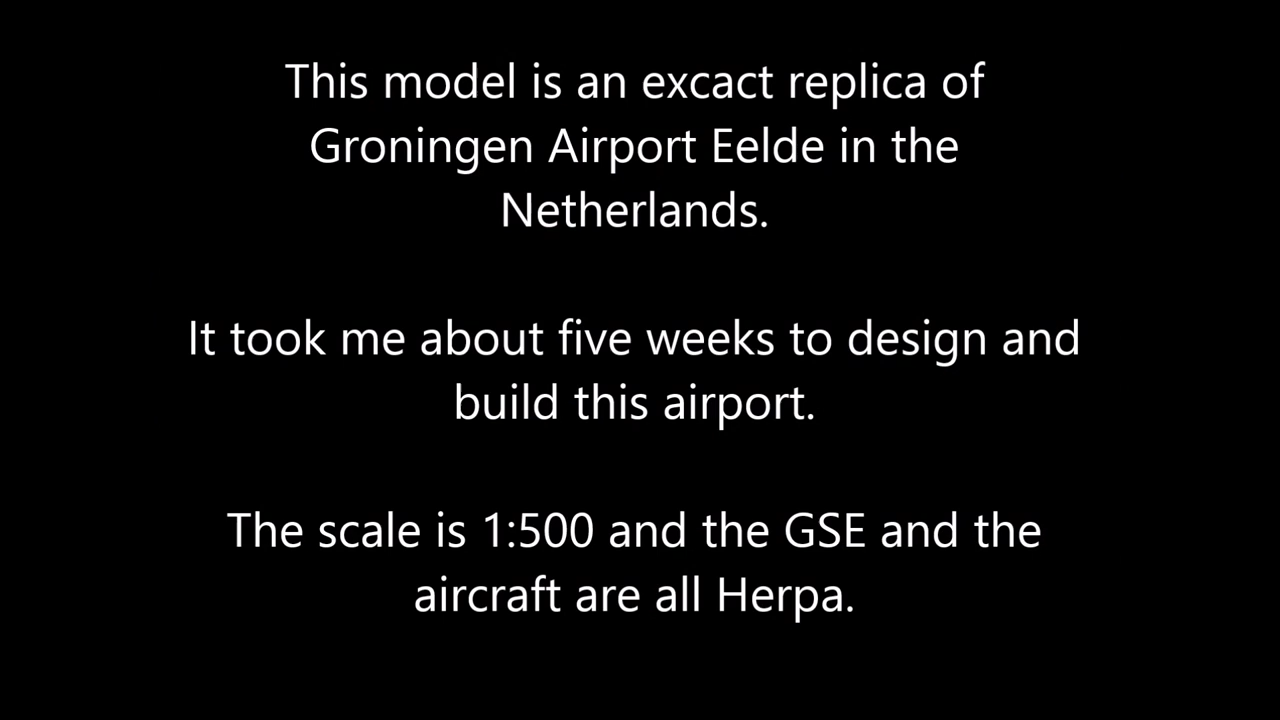 This model is an excact replica of
Groningen Airport Eelde in the
Netherlands.
It took me about five weeks to design and
build this airport.
The scale is 1:500 and the GSE and the
aircraft are all Herpa.